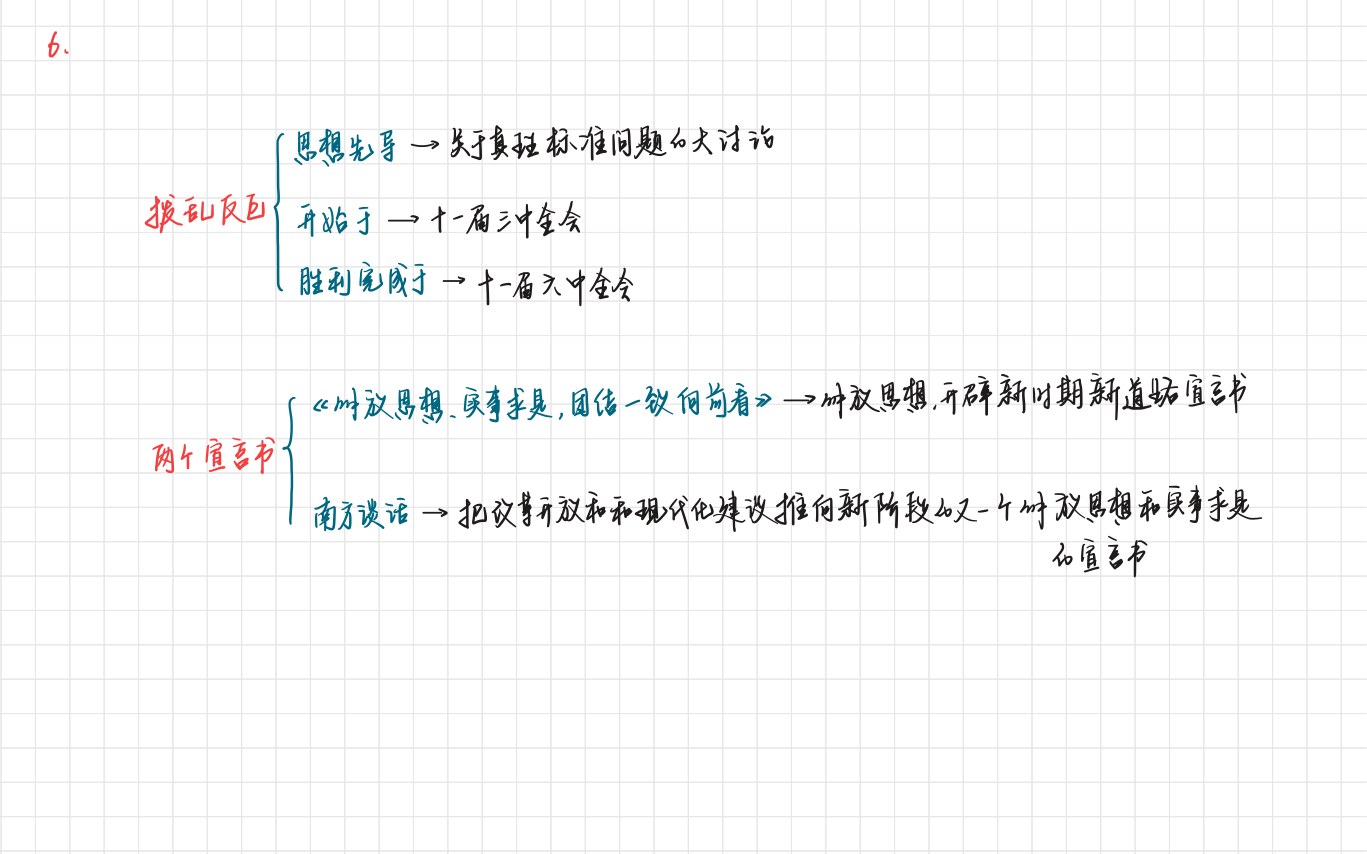 6.
拨乱反正
思想先导 → 关于真理标准问题的大讨论
开始于 → 十一届三中全会
胜利完成于 → 十一届六中全会
两个宣言书
《解放思想、实事求是,团结一致向前看》 → 解放思想,开辟新时期新道路宣言书
南方谈话 → 把改革开放和和现代化建设推向新阶段的又一个解放思想和实事求是
的宣言书